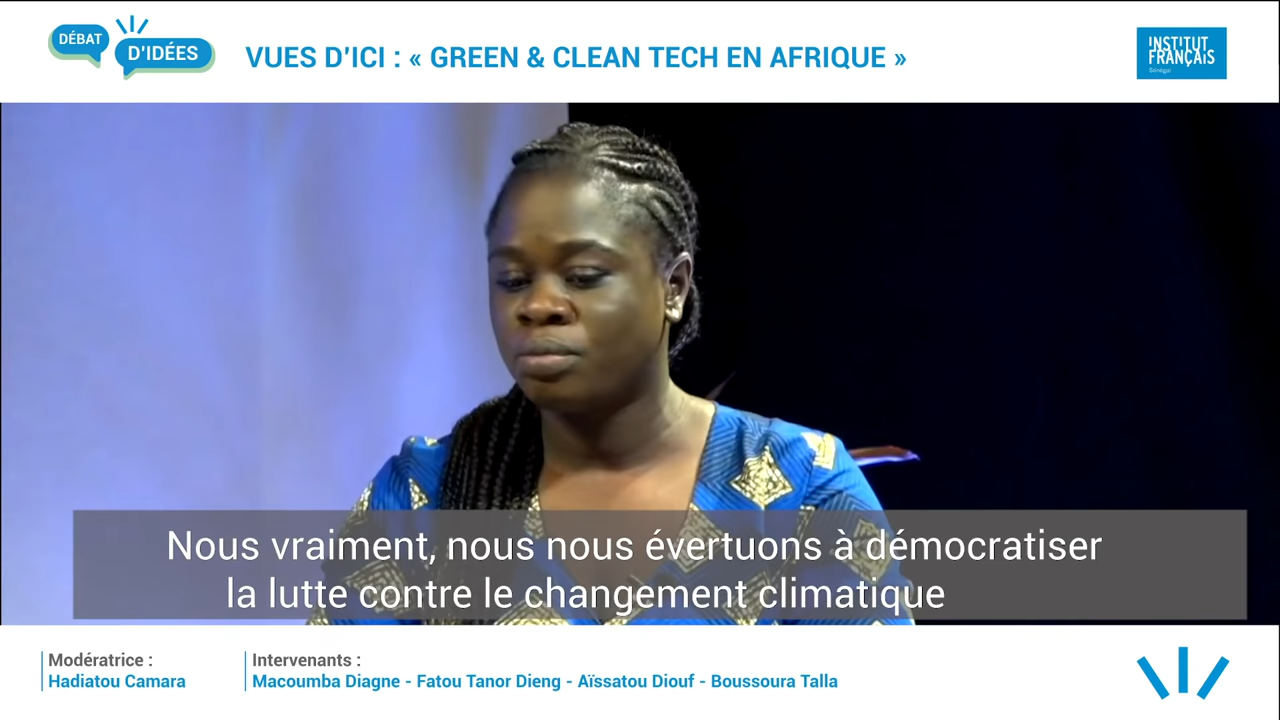 DÉBAT
D'IDÉES
VUES D'ICI : « GREEN & CLEAN TECH EN AFRIQUE »
INSTITUT
FRANÇAIS
Sénégal
Nous vraiment, nous nous évertuons à démocratiser
la lutte contre le changement climatique
Modératrice :
Hadiatou Camara
Intervenants :
Macoumba Diagne - Fatou Tanor Dieng - Aïssatou Diouf - Boussoura Talla